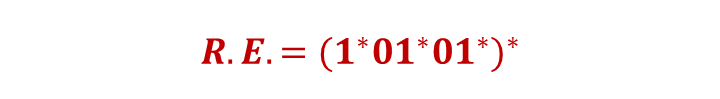 R. E. = (1*01*01*)*